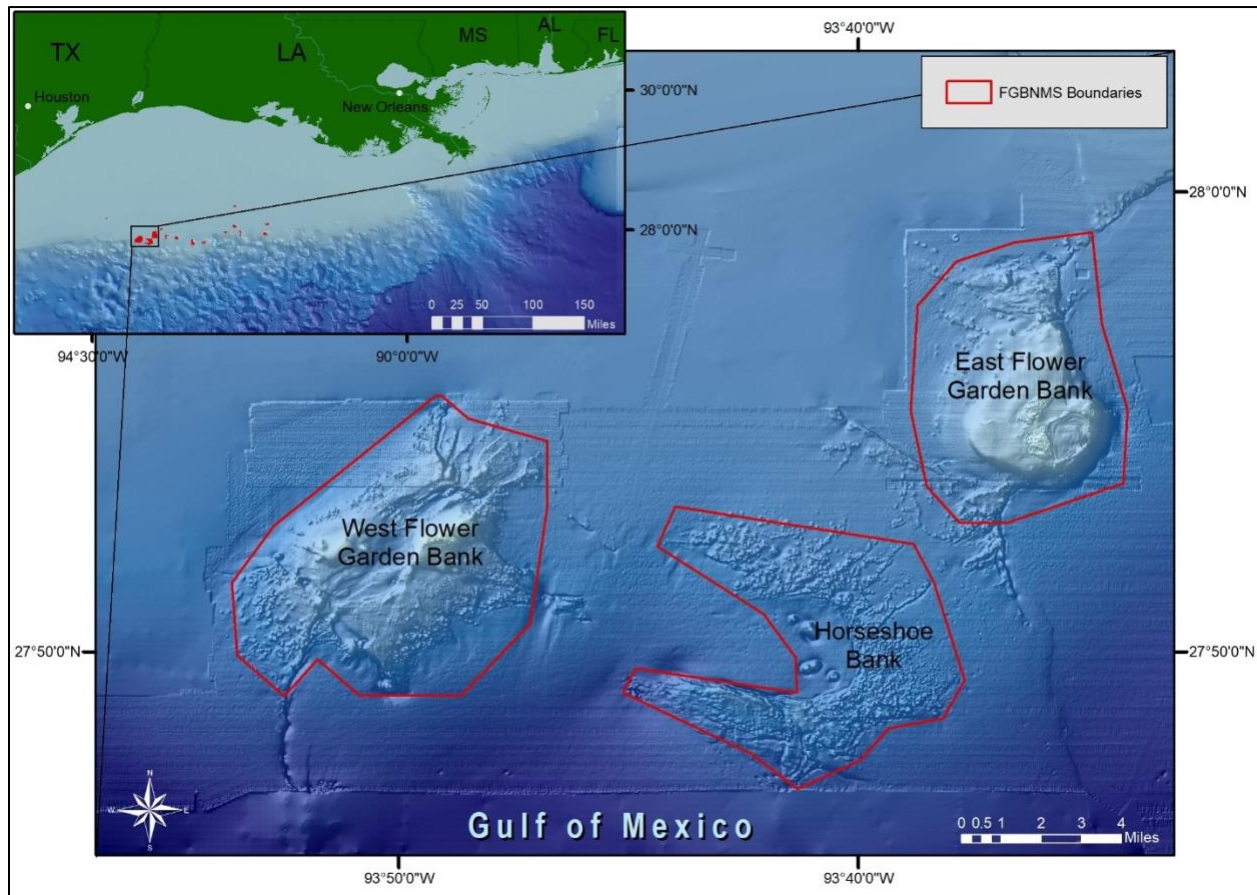 93°40'0"W
TX
LA
MS
AL
FL
Houston
New Orleans
30°0'0"N
FGBNMS Boundaries
28°0'0"N
28°0'0"N
0 25 50 100 150
Miles
94°30'0"W
90°0'0"W
East Flower
Garden Bank
West Flower
Garden Bank
Horseshoe
Bank
27°50'0"N
27°50'0"N
N
W
E
S
Gulf of Mexico
0 0.5 1 2 3 4
Miles
93°50'0"W
93°40'0"W